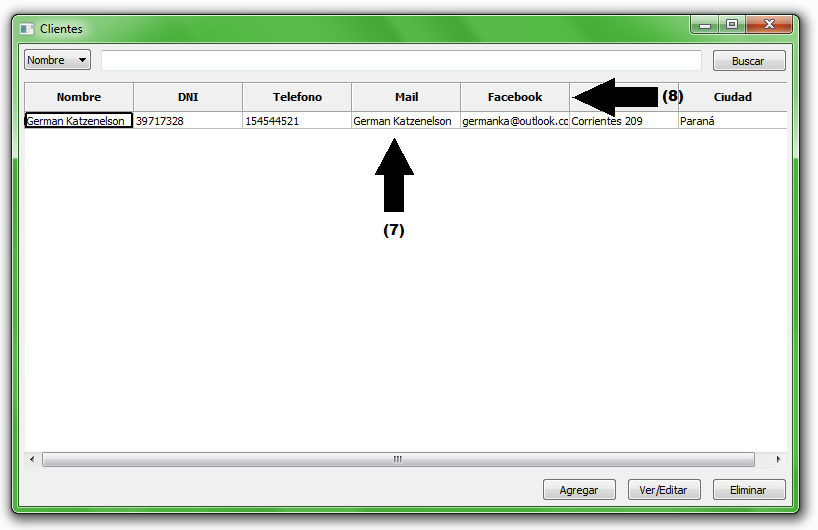 Clientes
Nombre Buscar
Nombre DNI Telefono Mail Facebook (8) Ciudad
German Katzenelson 39717328 154544521 German Katzenelson germanka@outlook.cc Corrientes 209 Paraná
(7)
Agregar Ver/Editar Eliminar